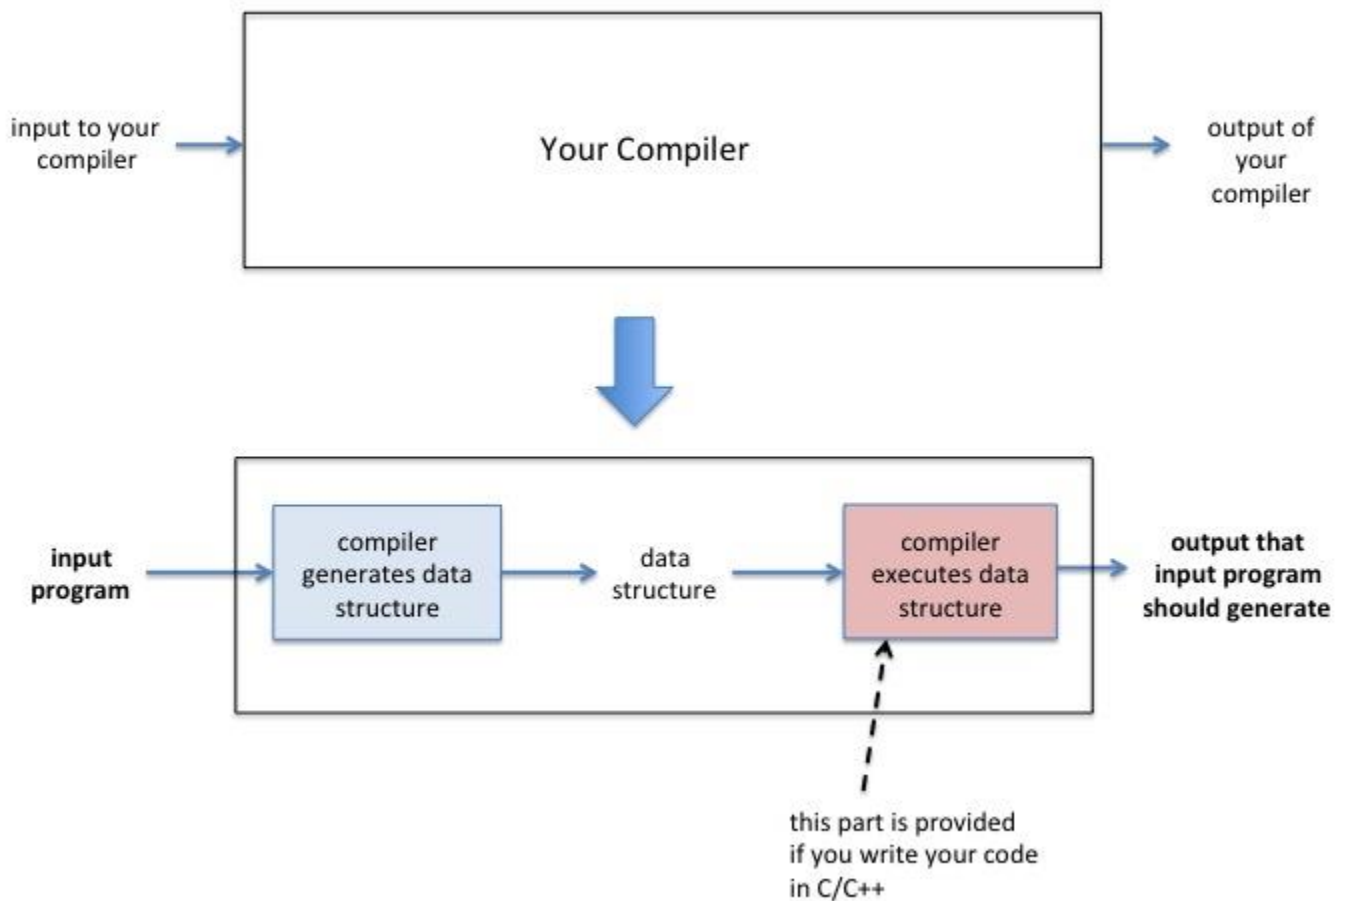 input to your
compiler
Your Compiler
output of
your
compiler
input
program
compiler
generates data
structure
data
structure
compiler
executes data
structure
output that
input program
should generate
this part is provided
if you write your code
in C/C++